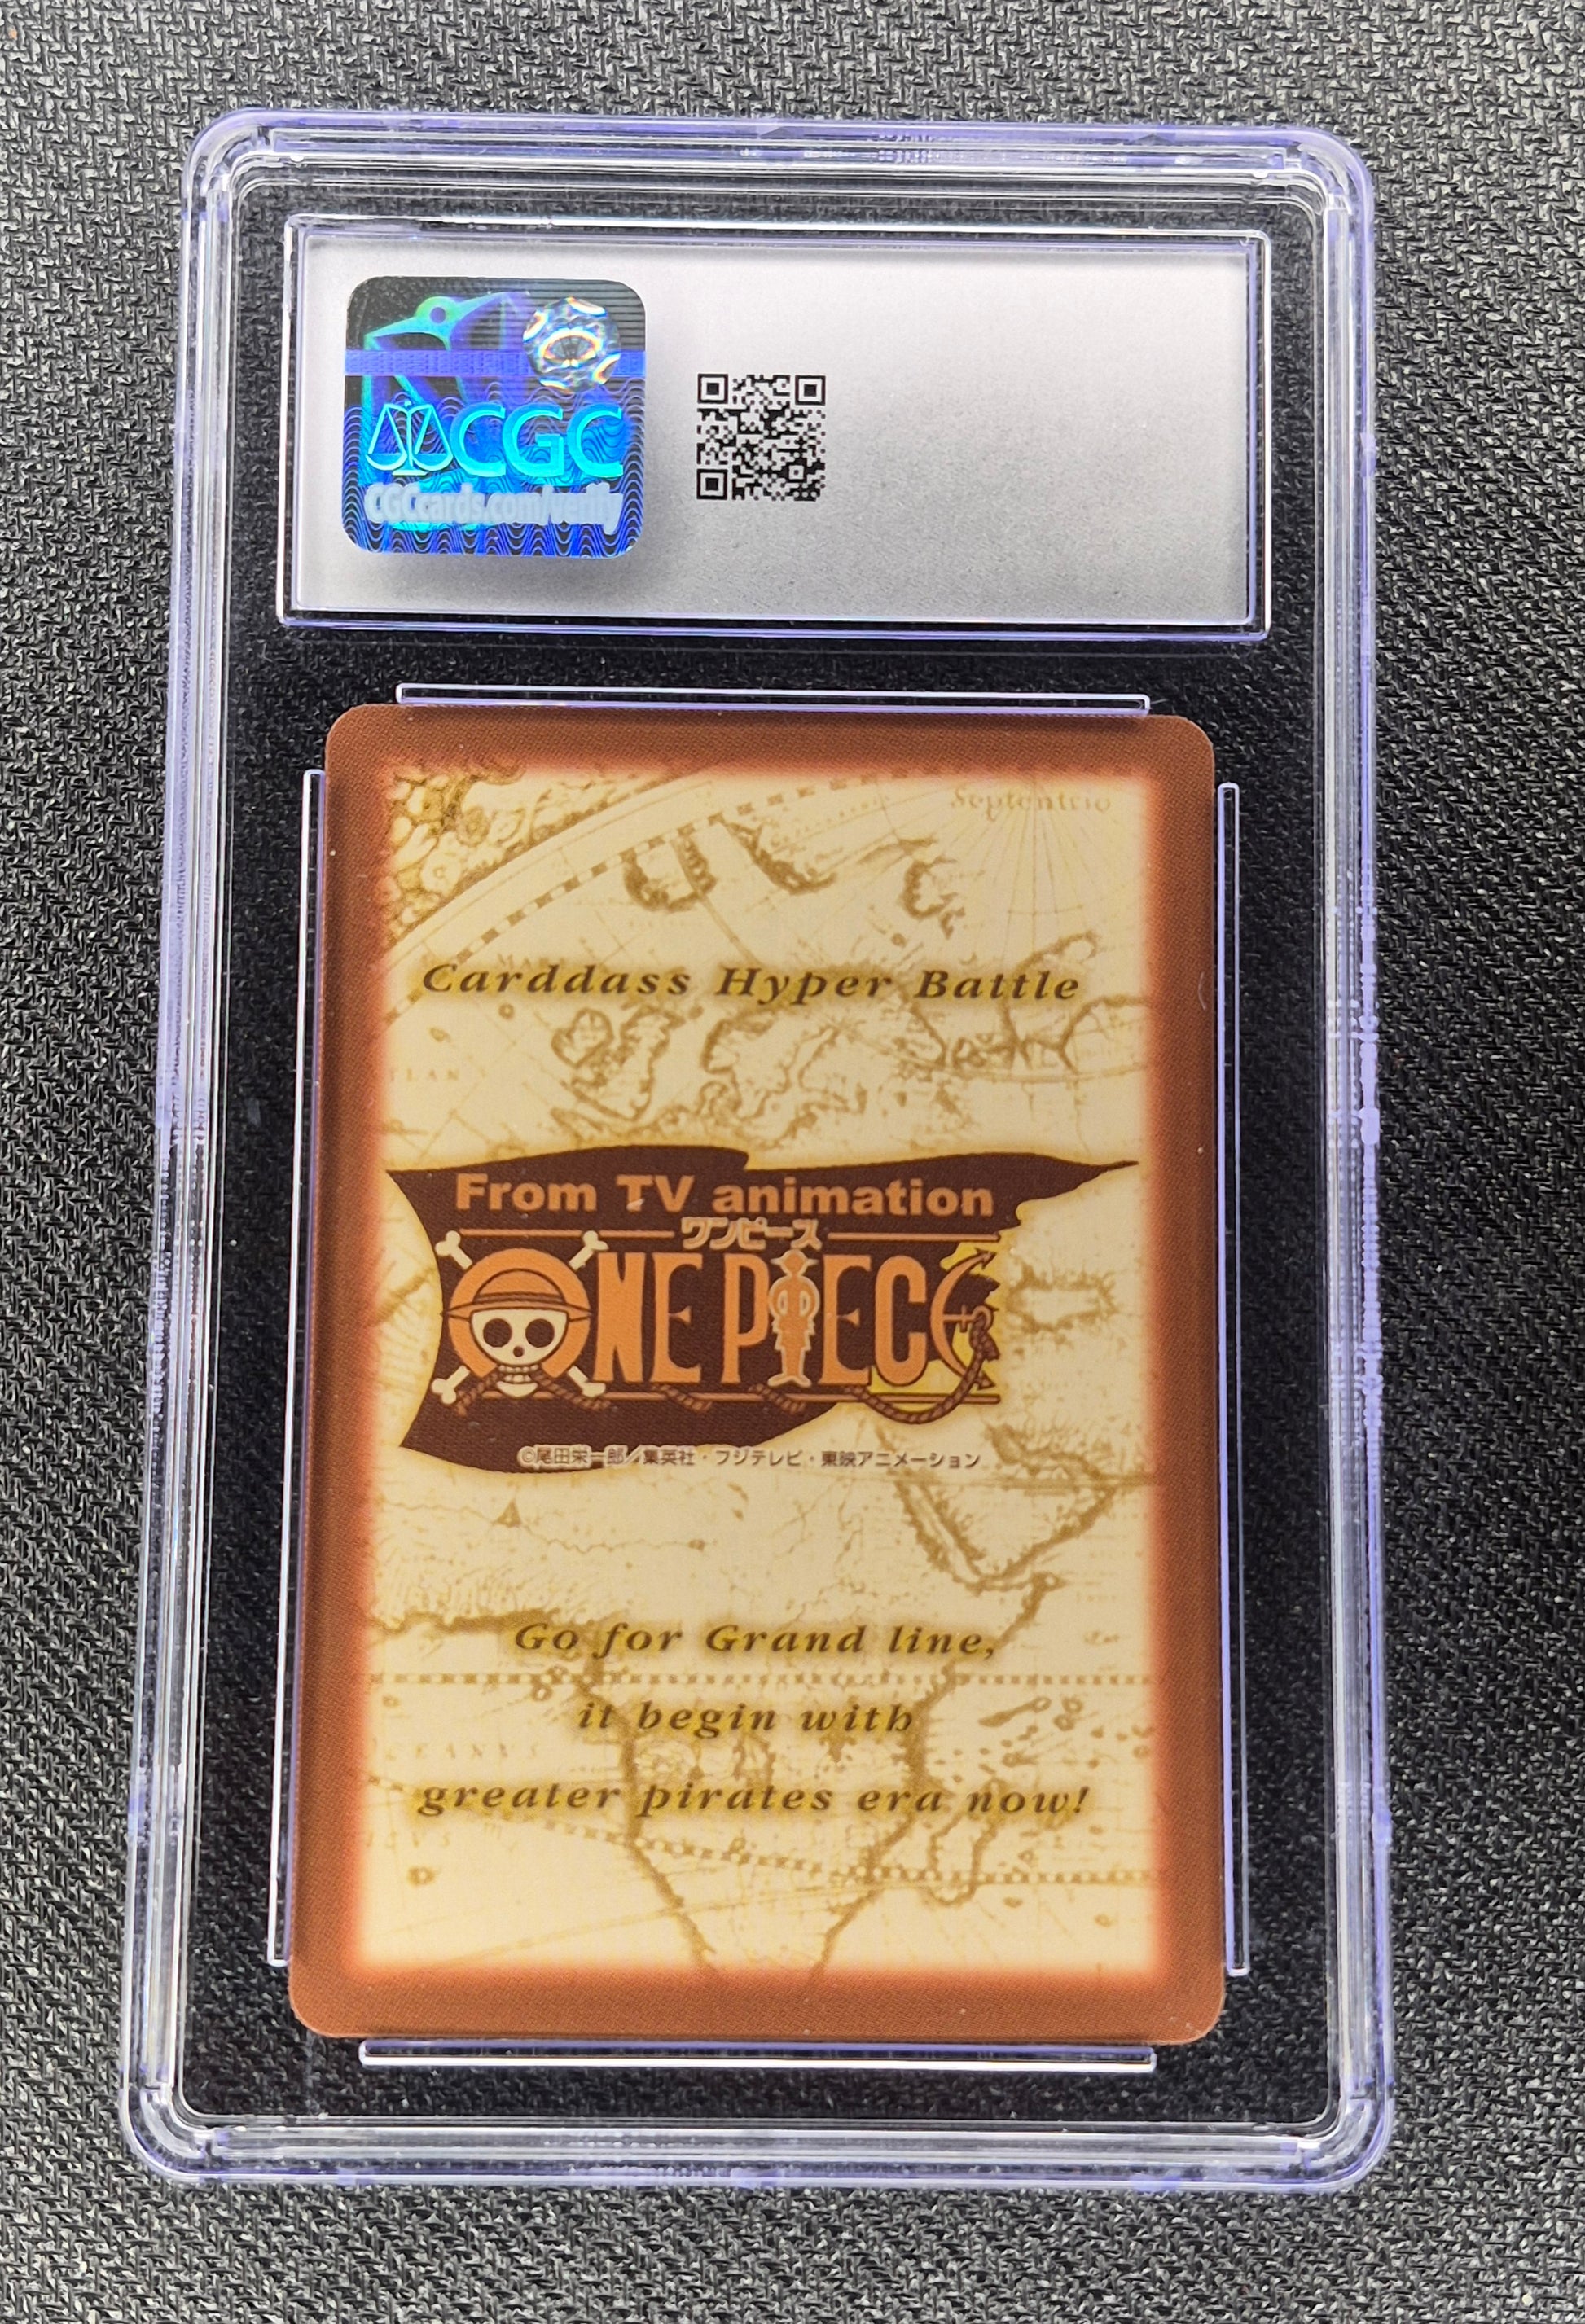 CGC
CGCcards.com/verify
Septentrio
Carddass Hyper Battle
From TV animation
ワンピース
ONE PIECE
©尾田栄一郎／集英社・フジテレビ・東映アニメーション
Go for Grand line,
it begin with
greater pirates era now!